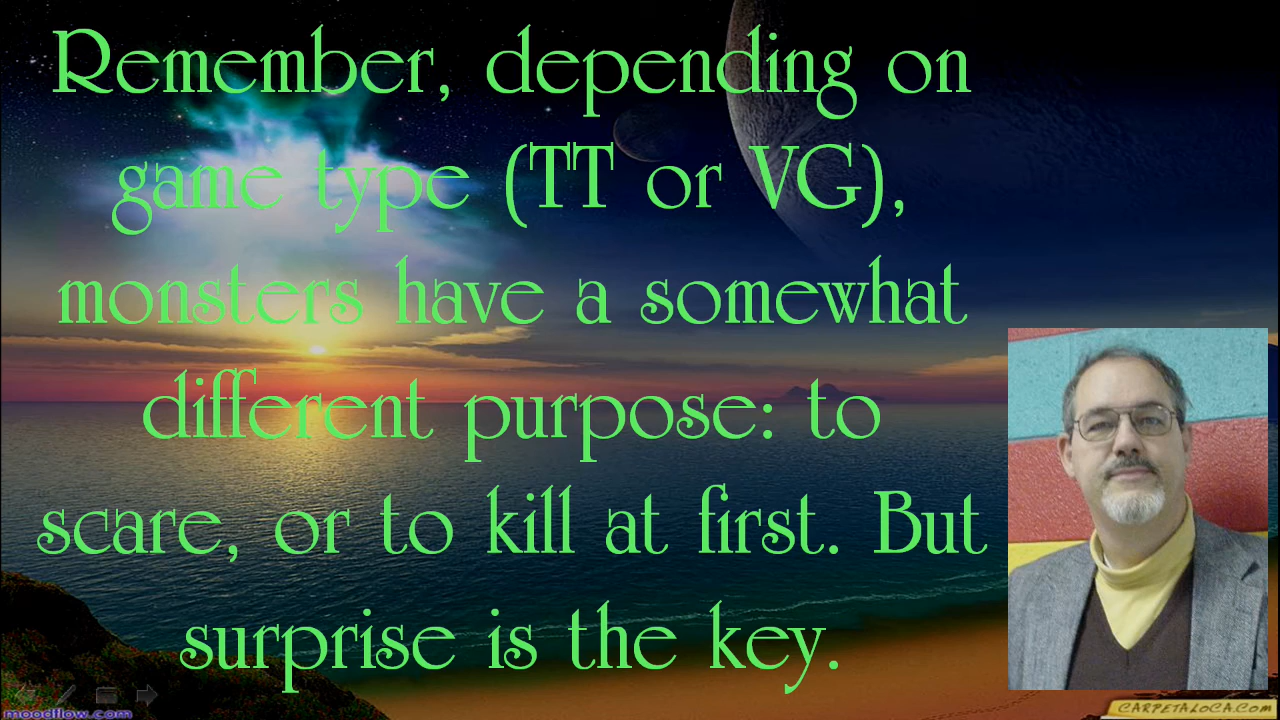 Remember, depending on
game type (TT or VG),
monsters have a somewhat
different purpose: to
scare, or to kill at first. But
surprise is the key.
moodflow.com
CARPETALOCA.COM